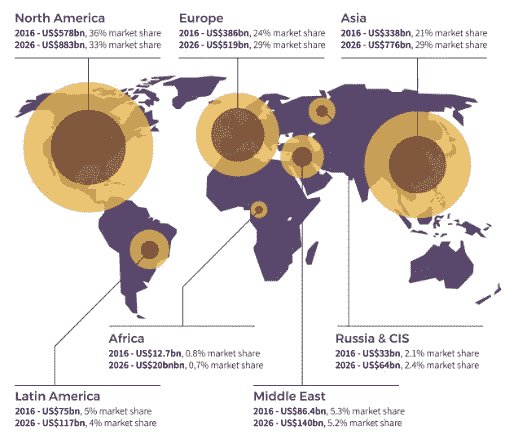 North America
2016 - US$578bn, 36% market share
2026 - US$883bn, 33% market share
Europe
2016 - US$386bn, 24% market share
2026 - US$519bn, 29% market share
Asia
2016 - US$338bn, 21% market share
2026 - US$776bn, 29% market share
Africa
2016 - US$12.7bn, 0.8% market share
2026 - US$20bnbn, 0,7% market share
Russia & CIS
2016 - US$33bn, 2.1% market share
2026 - US$64bn, 2.4% market share
Latin America
2016 - US$75bn, 5% market share
2026 - US$117bn, 4% market share
Middle East
2016 - US$86.4bn, 5.3% market share
2026 - US$140bn, 5.2% market share